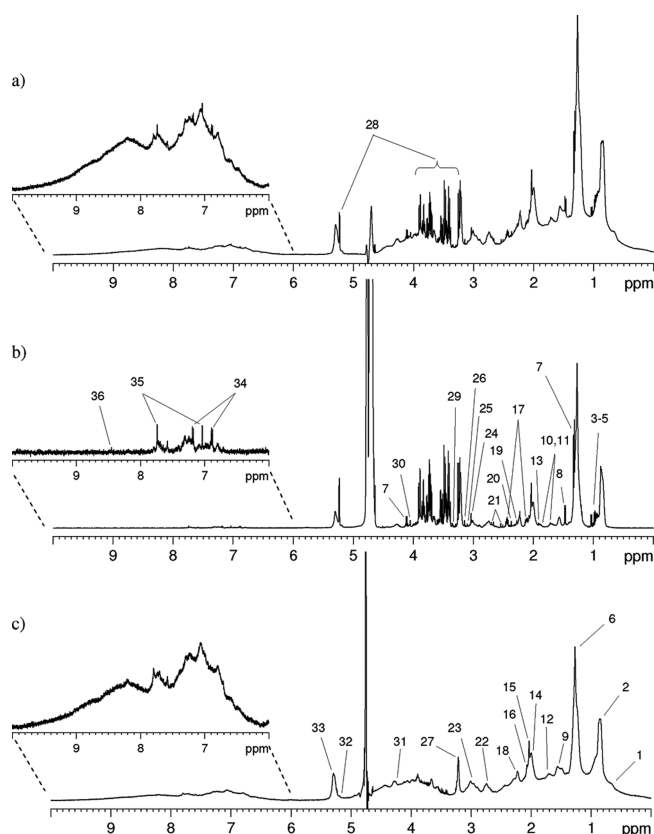 a)
28
9 8 7 ppm
9 8 7 6 5 4 3 2 1 ppm
b)
7
36 35 34
29 26 25 24 19 20 17 21 13 10,11 8 3-5
7 30
9 8 7 ppm
9 8 7 6 5 4 3 2 1 ppm
c)
6
2
33 32 31 27 23 22 18 16 15 14 12 9 1
9 8 7 ppm
9 8 7 6 5 4 3 2 1 ppm